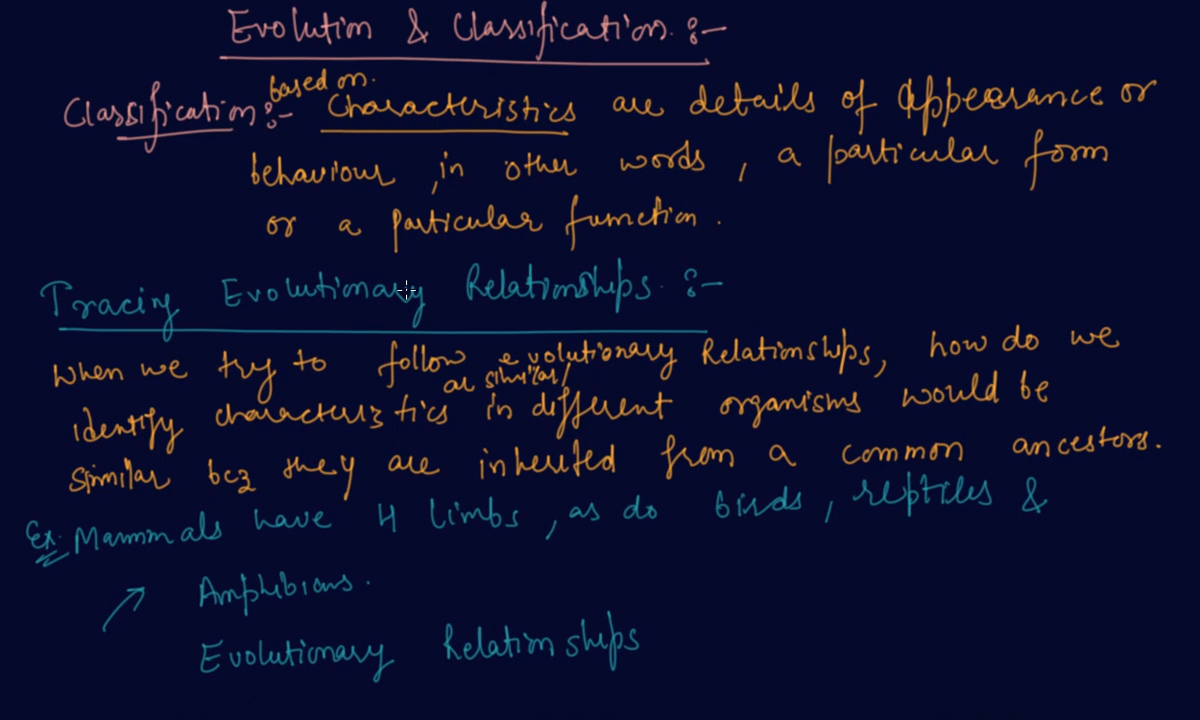 Evolution & Classification :-
based on.
Classification :- Characteristics are details of Appearance or
behaviour, in other words, a particular form
or a particular function.
Tracing Evolutionary Relationships :-
When we try to follow evolutionary Relationships, how do we
as similar
identify characteristics in different organisms would be
similar bcz they are inherited from a common ancestors.
Ex. Mammals have 4 limbs, as do birds, reptiles &
Amphibians.
Evolutionary Relationships